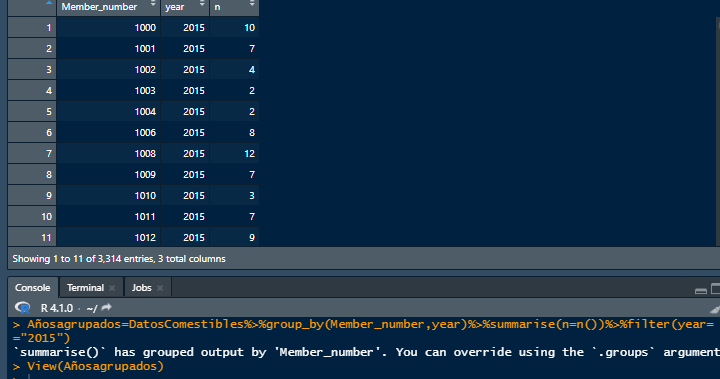 Member_number year n
1 1000 2015 10
2 1001 2015 7
3 1002 2015 4
4 1003 2015 2
5 1004 2015 2
6 1006 2015 8
7 1008 2015 12
8 1009 2015 7
9 1010 2015 3
10 1011 2015 7
11 1012 2015 9
Showing 1 to 11 of 3,314 entries, 3 total columns
Console Terminal Jobs
R 4.1.0 · ~/
> Añosagrupados=DatosComestibles%>%group_by(Member_number,year)%>%summarise(n=n())%>%filter(year=
="2015")
`summarise()` has grouped output by 'Member_number'. You can override using the `.groups` argument
> View(Añosagrupados)
>